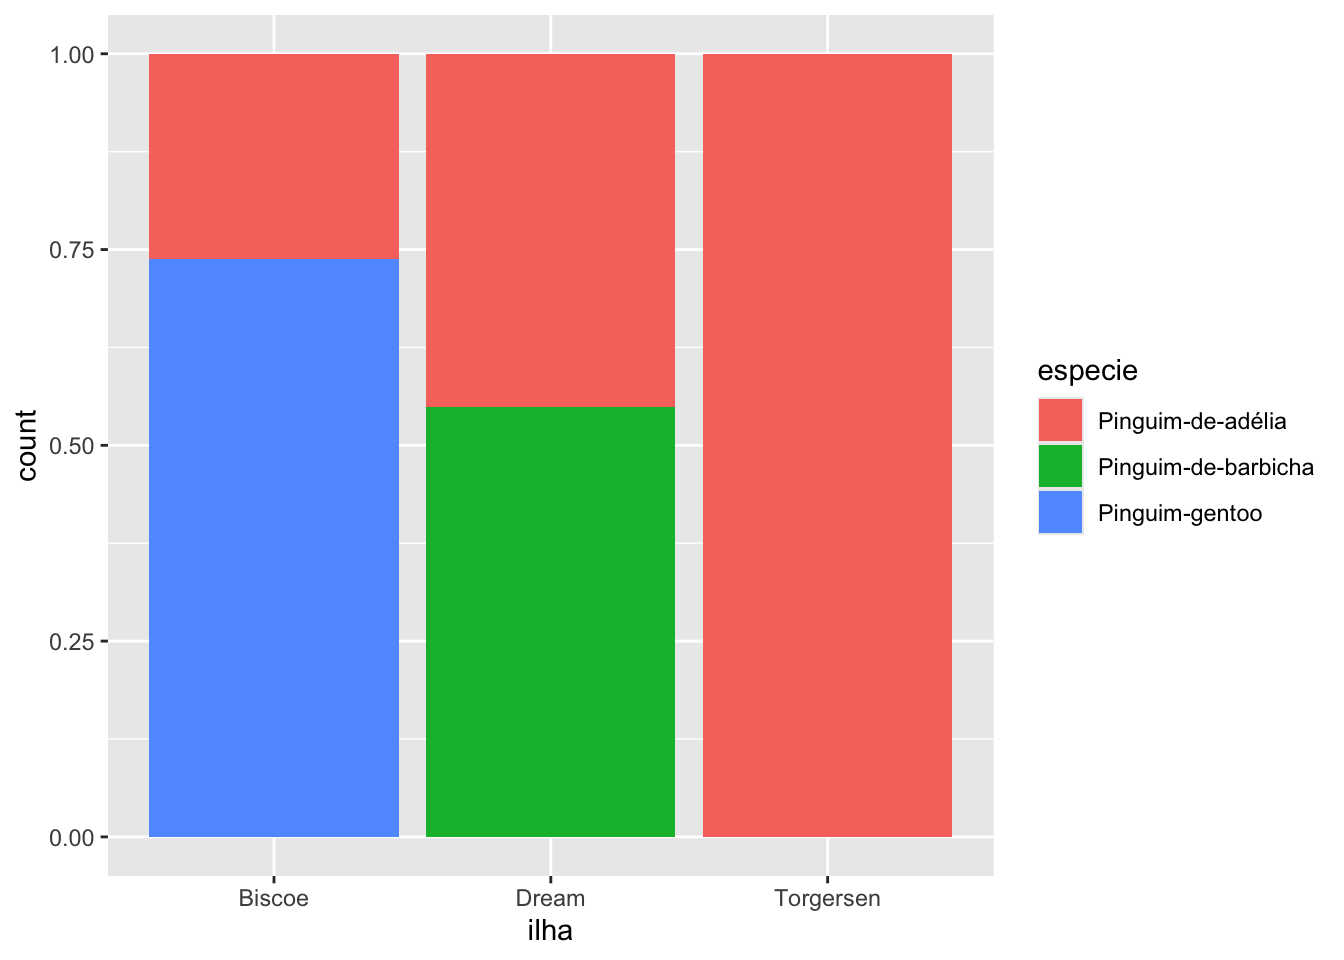 1.00
0.75
0.50
0.25
0.00
count
Biscoe
Dream
Torgersen
ilha
especie
Pinguim-de-adélia
Pinguim-de-barbicha
Pinguim-gentoo